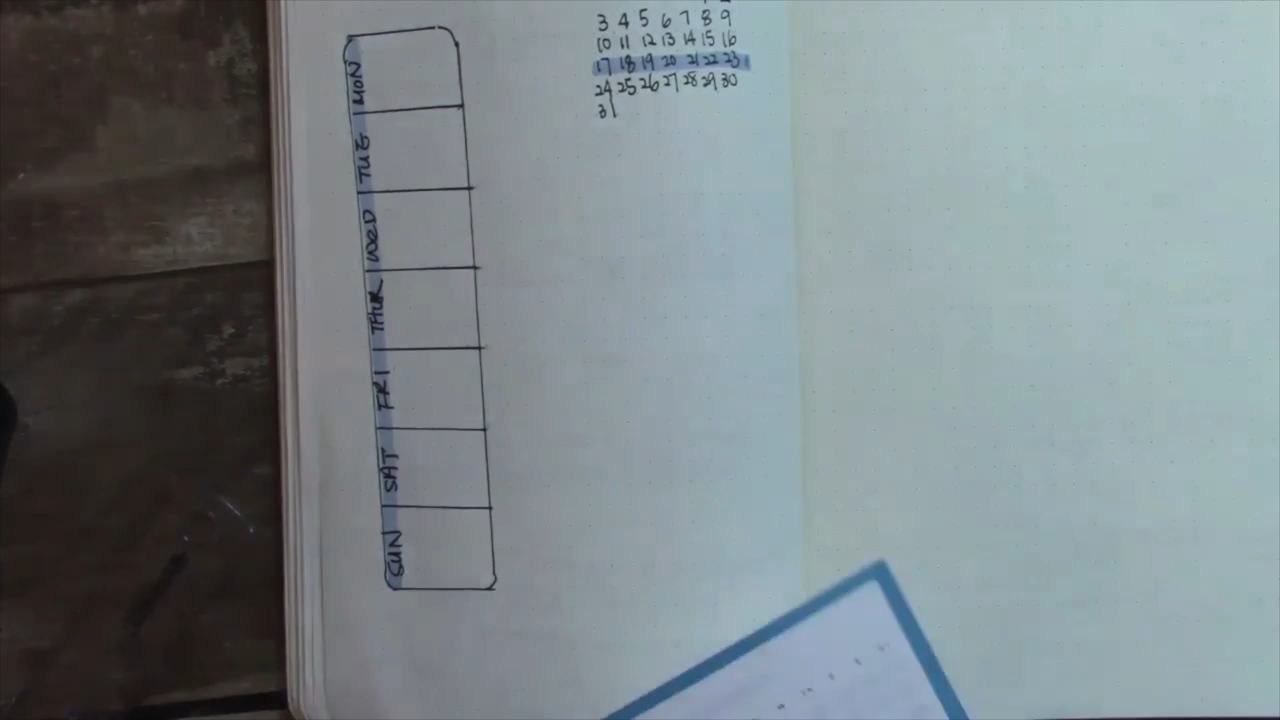 MON
TUE
WED
THUR
FRI
SAT
SUN
3 4 5 6 7 8 9
10 11 12 13 14 15 16
17 18 19 20 21 22 23
24 25 26 27 28 29 30
31